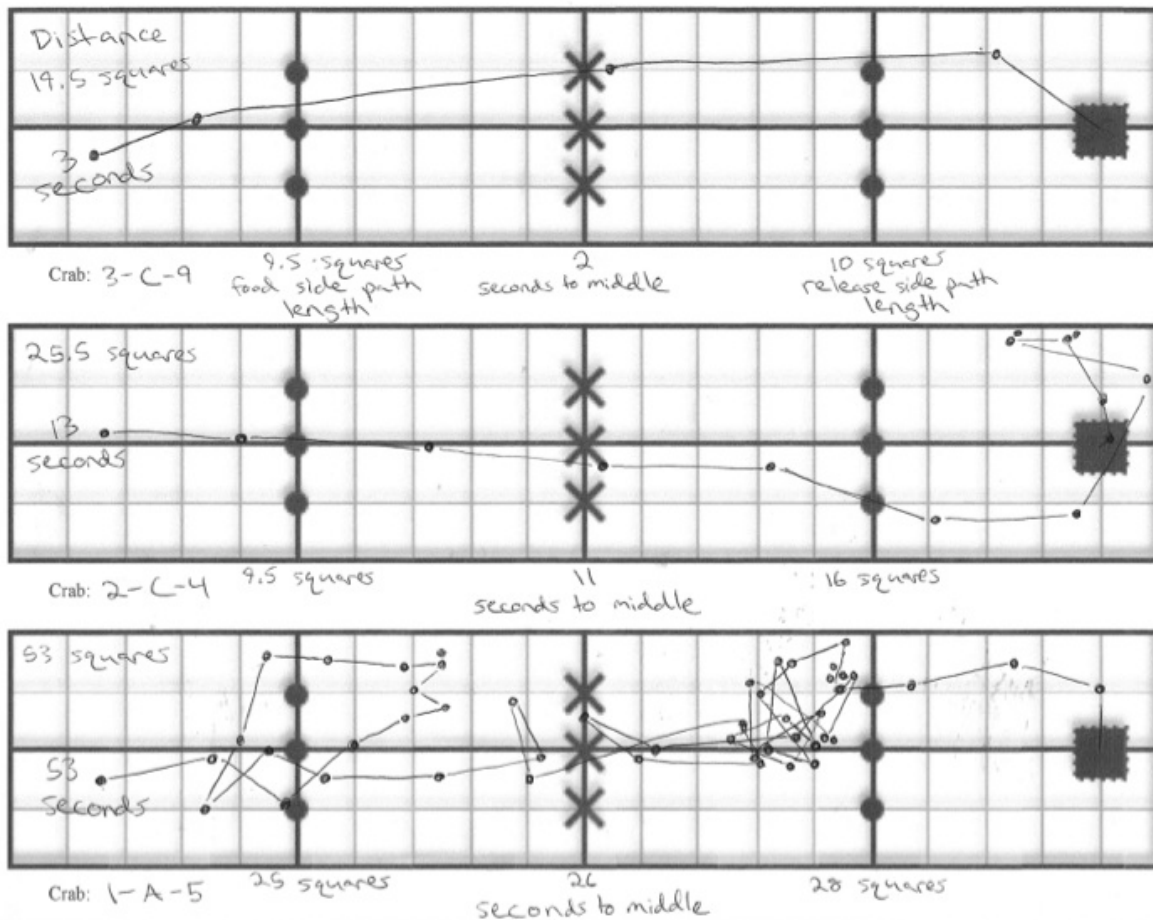 Distance
19.5 squares
3
seconds
Crab: 3-C-9
9.5 squares
food side path
length
2
seconds to middle
10 squares
release side path
length
25.5 squares
13
seconds
Crab: 2-C-4
9.5 squares
11
seconds to middle
16 squares
53 squares
53
seconds
Crab: 1-A-5
25 squares
26
seconds to middle
28 squares